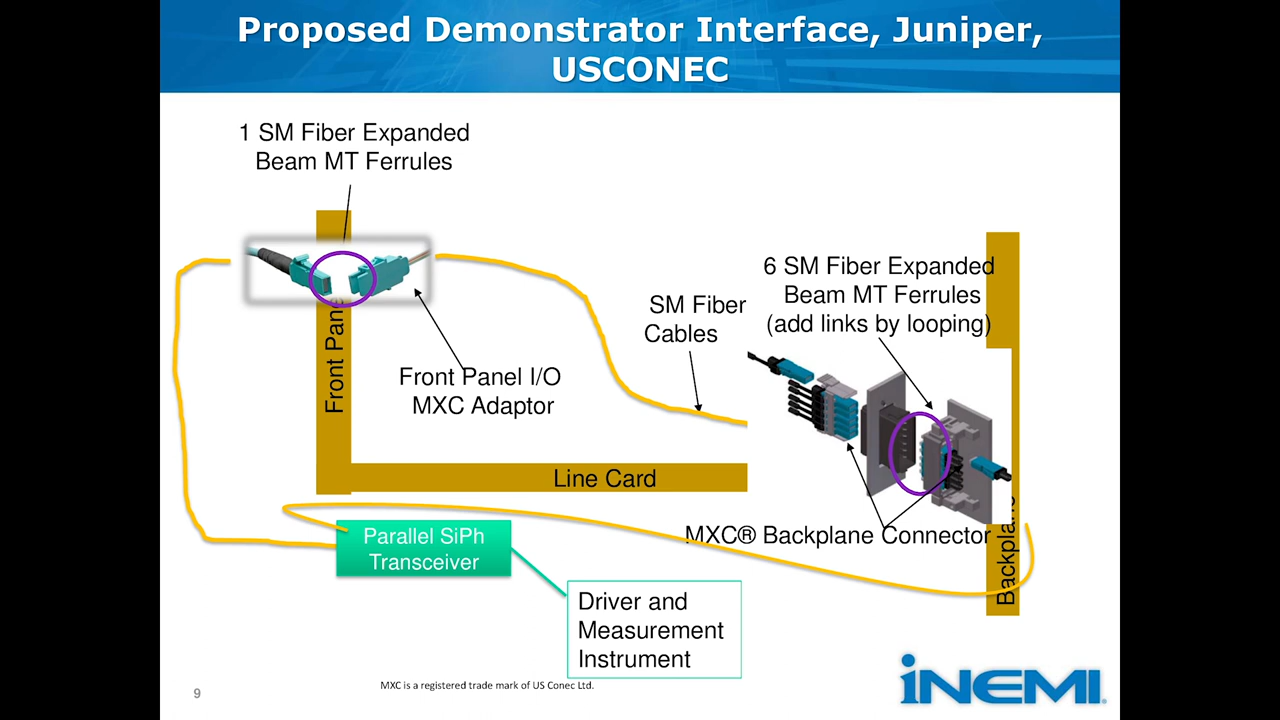 Proposed Demonstrator Interface, Juniper,
USCONEC
1 SM Fiber Expanded
Beam MT Ferrules
6 SM Fiber Expanded
Beam MT Ferrules
(add links by looping)
SM Fiber
Cables
Front Panel I/O
MXC Adaptor
Line Card
MXC® Backplane Connector
Parallel SiPh
Transceiver
Driver and
Measurement
Instrument
MXC is a registered trade mark of US Conec Ltd.
9
iNEMI